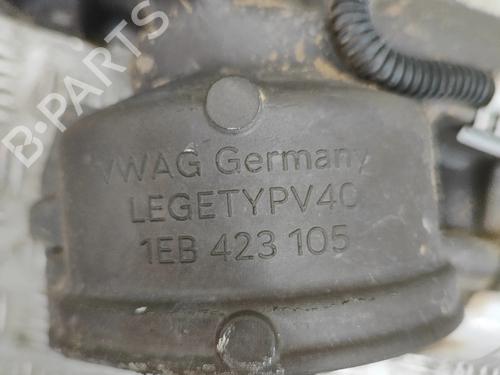 B-PARTS
VWAG Germany
LEGETYPV40
1EB 423 105